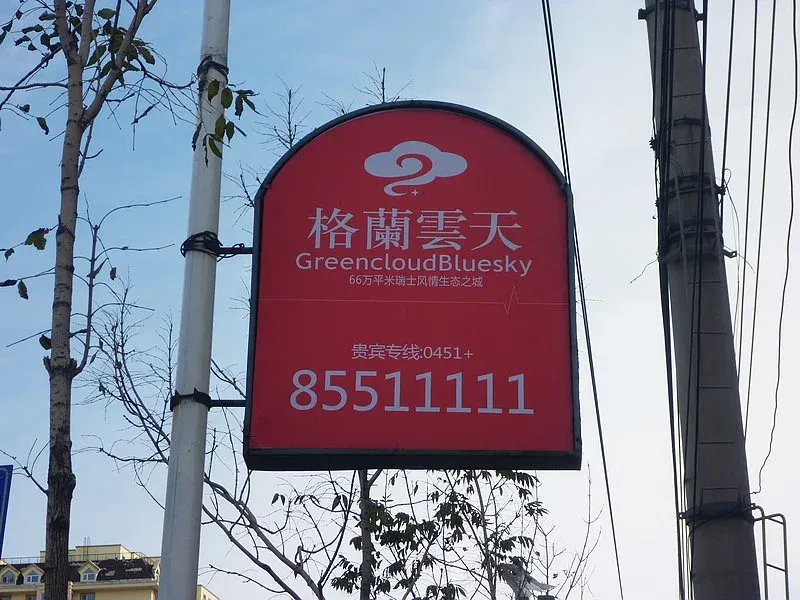 格蘭雲天
GreencloudBluesky
66万平米瑞士风情生态之城
贵宾专线:0451+
85511111